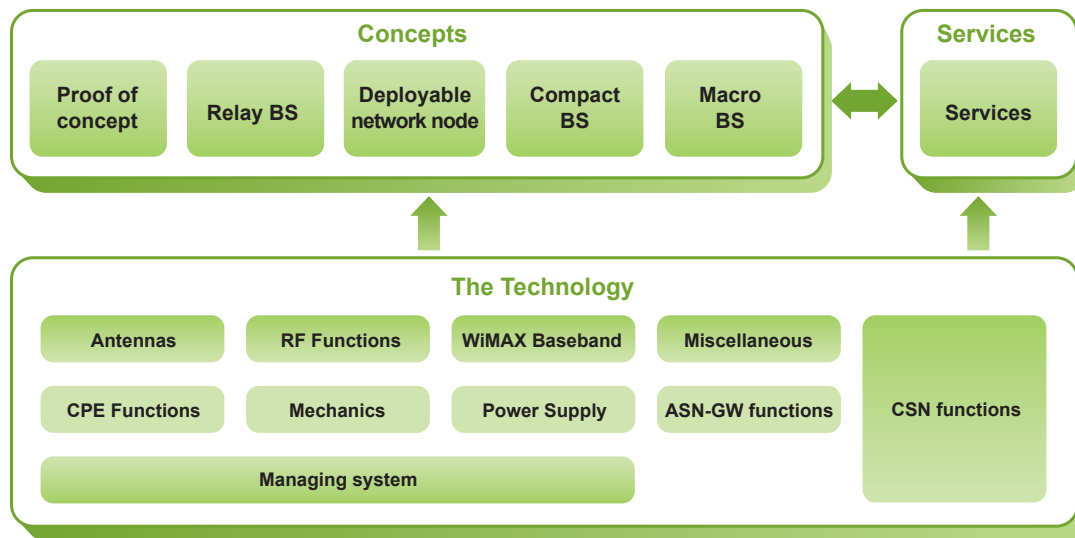 Concepts
Proof of
concept
Relay BS
Deployable
network node
Compact
BS
Macro
BS
Services
Services
The Technology
Antennas
RF Functions
WiMAX Baseband
Miscellaneous
CPE Functions
Mechanics
Power Supply
ASN-GW functions
CSN functions
Managing system